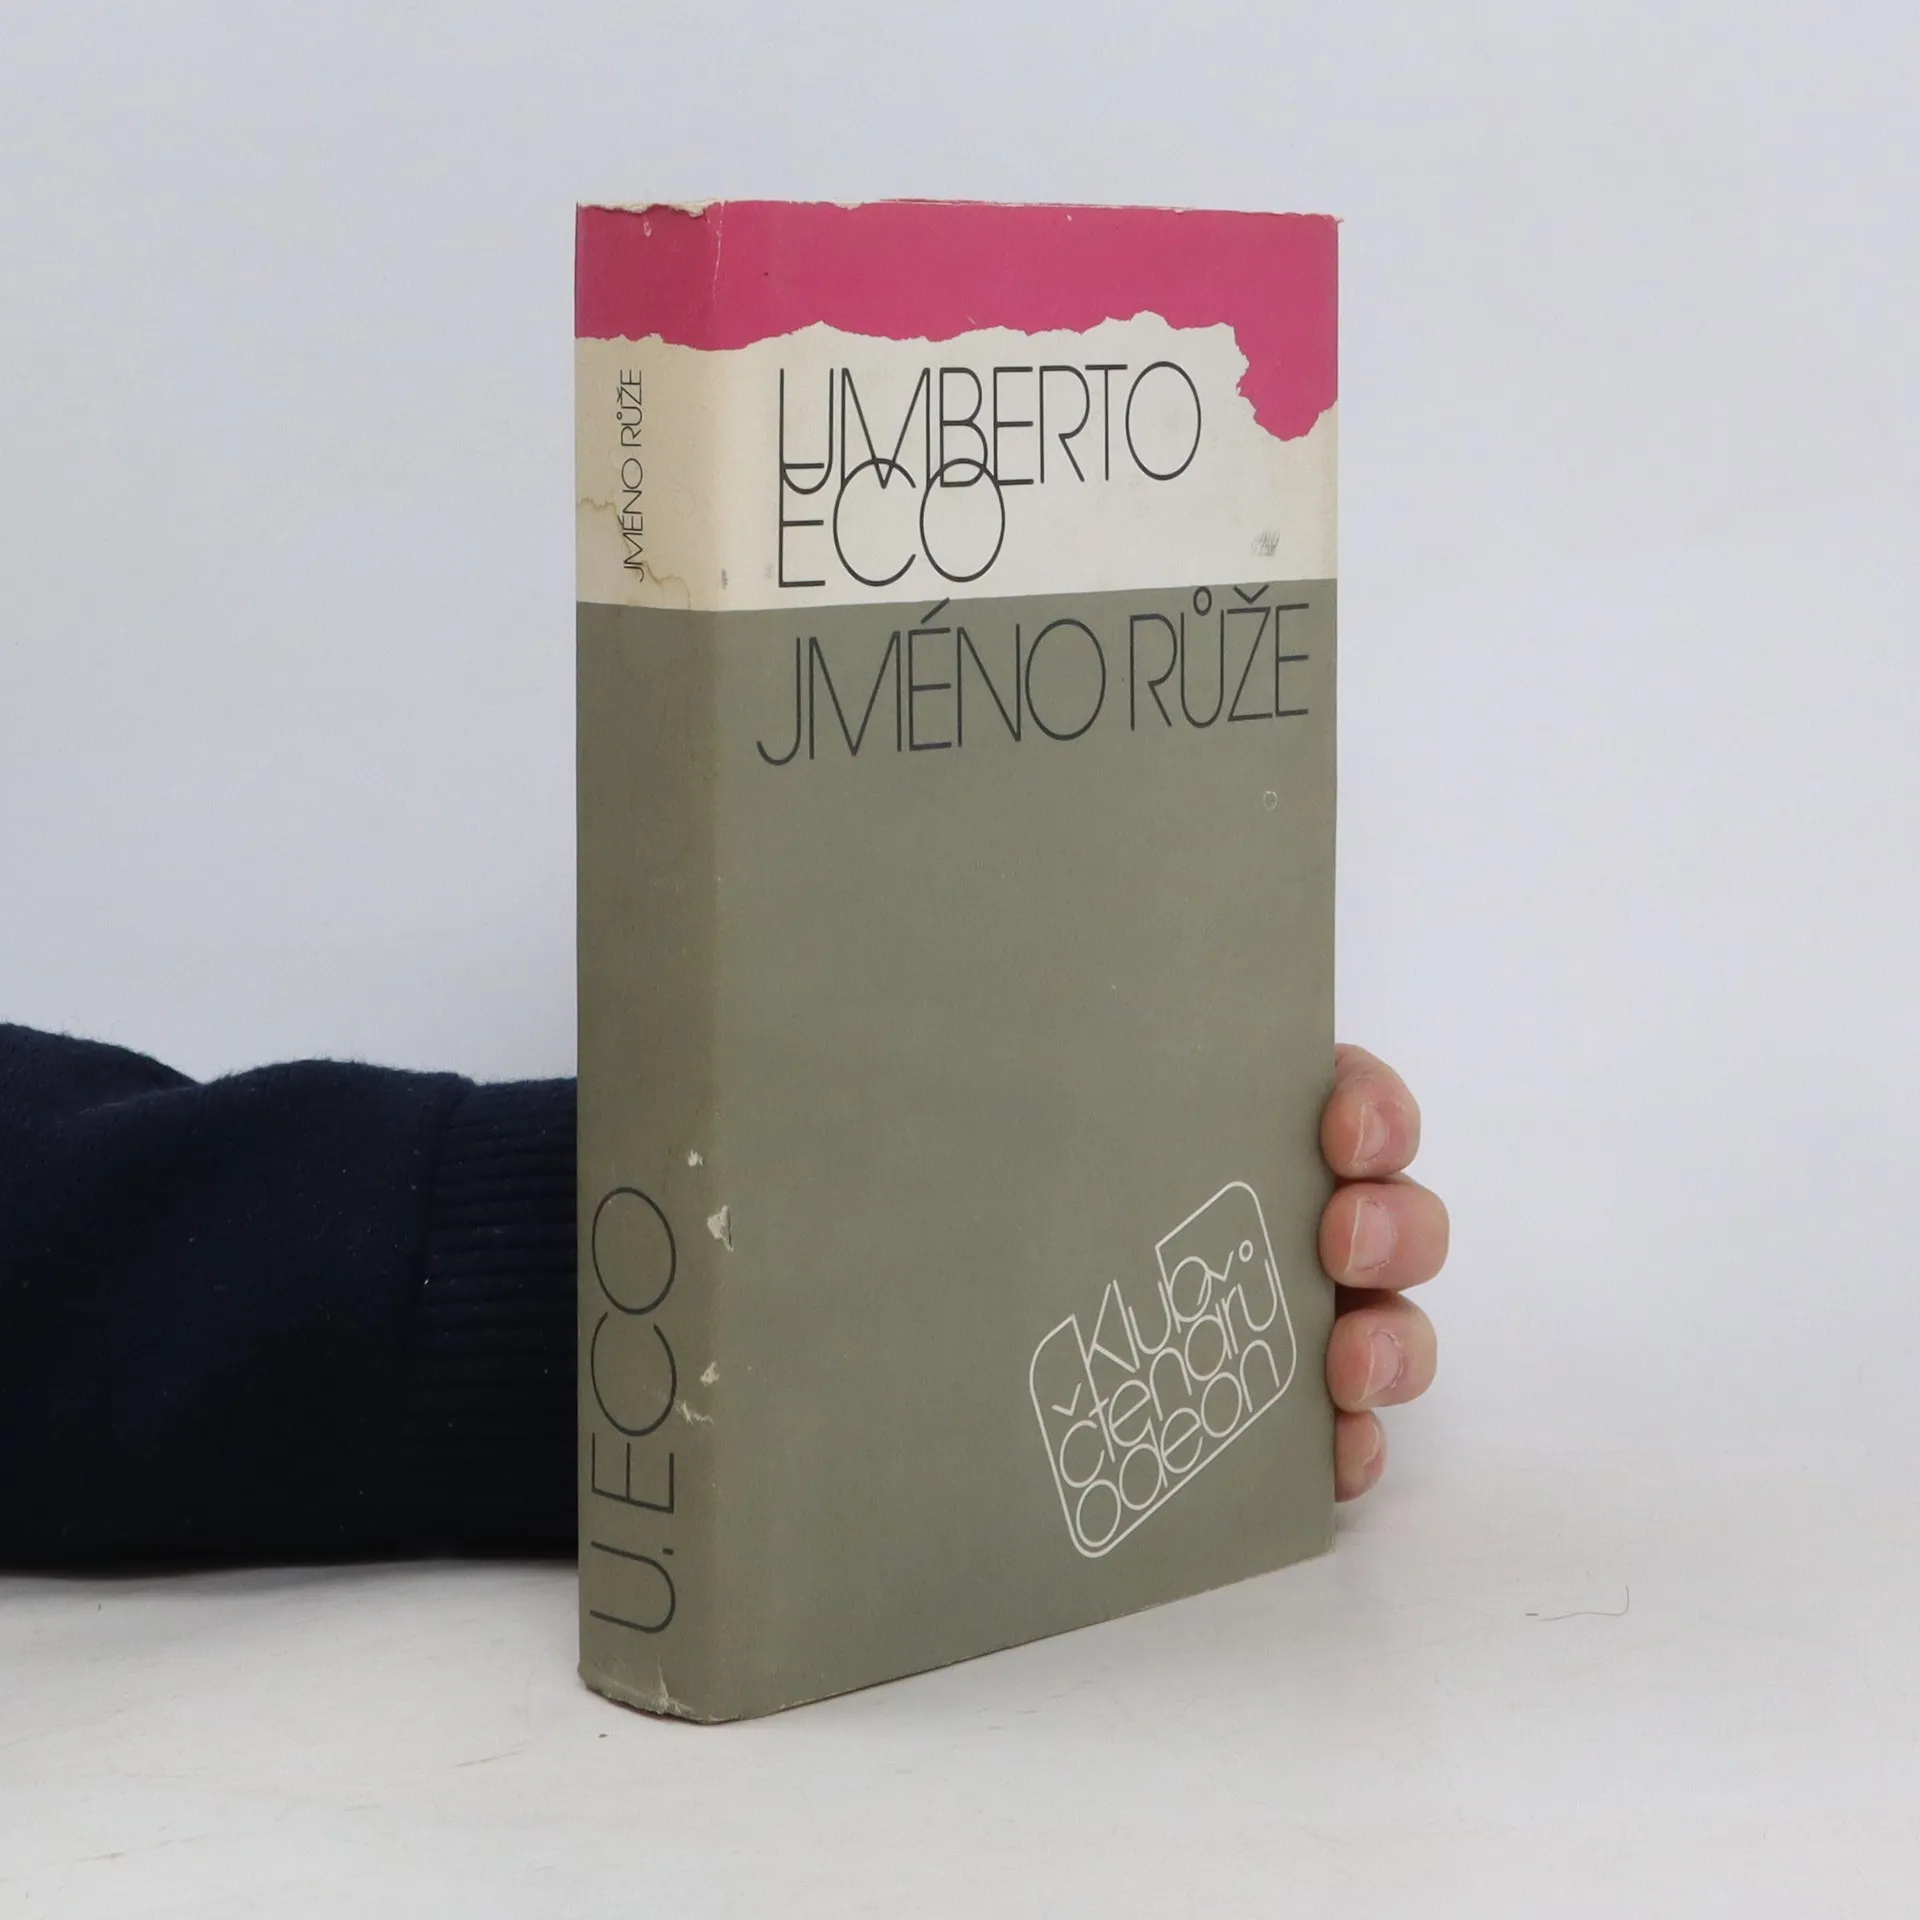 JMÉNO RŮŽE
U. ECO
UMBERTO
ECO
JMÉNO RŮŽE
klub
čtenářů
odeon